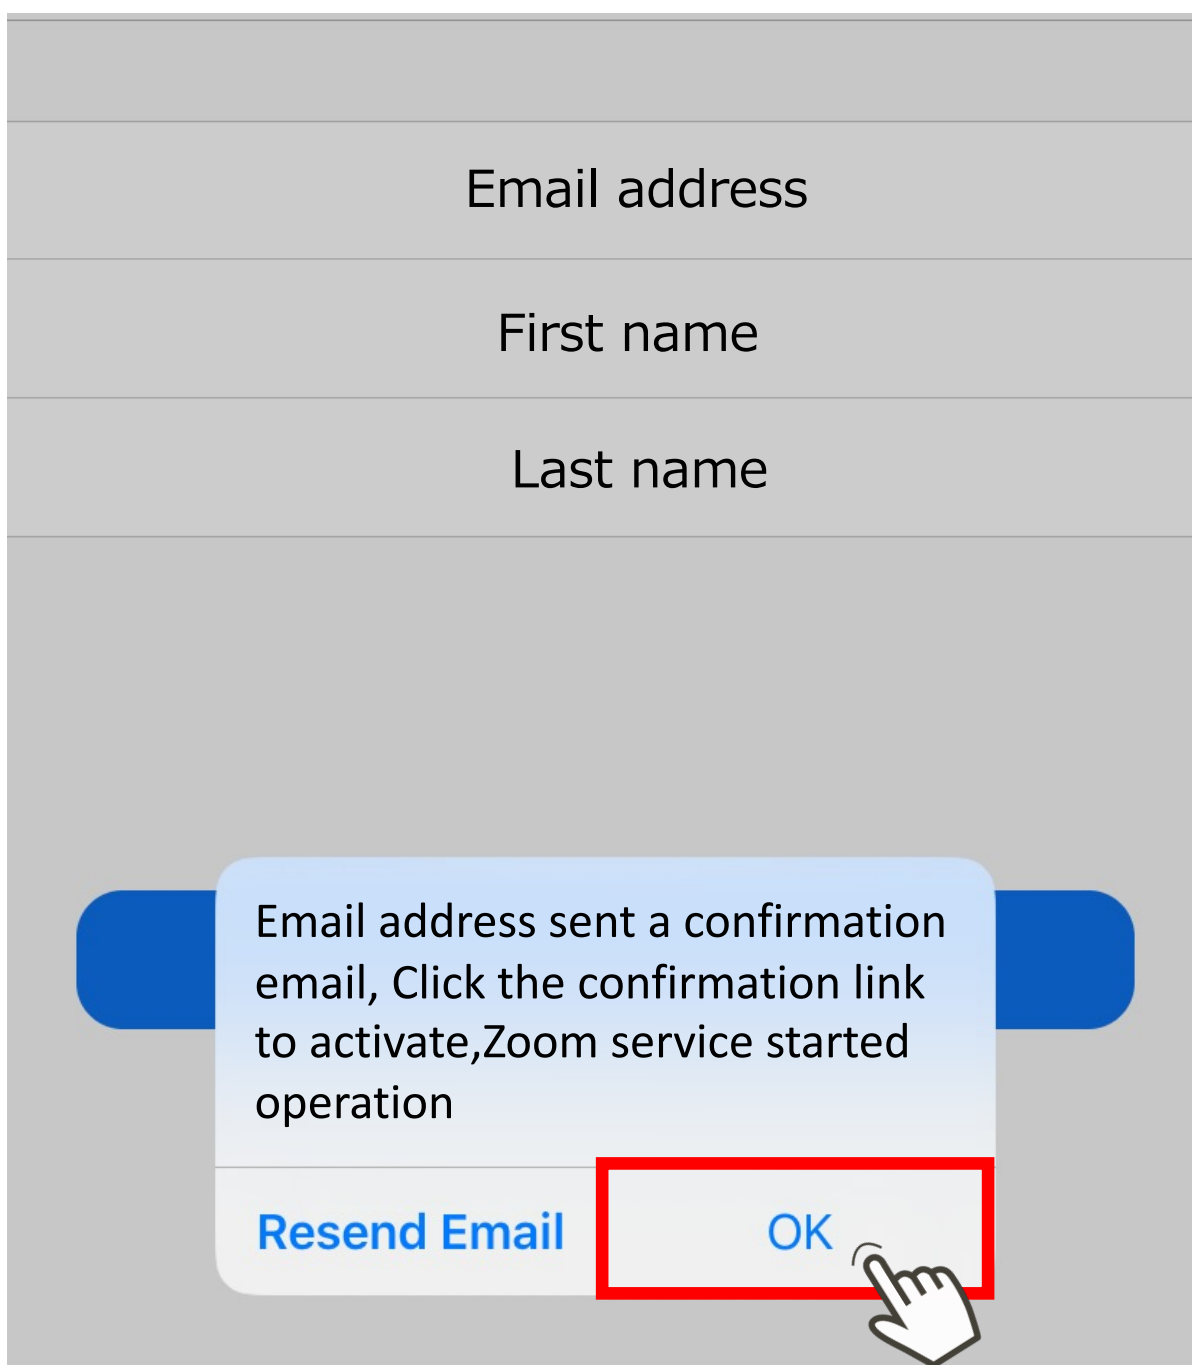 Email address
First name
Last name
Email address sent a confirmation
email, Click the confirmation link
to activate,Zoom service started
operation
Resend Email
OK